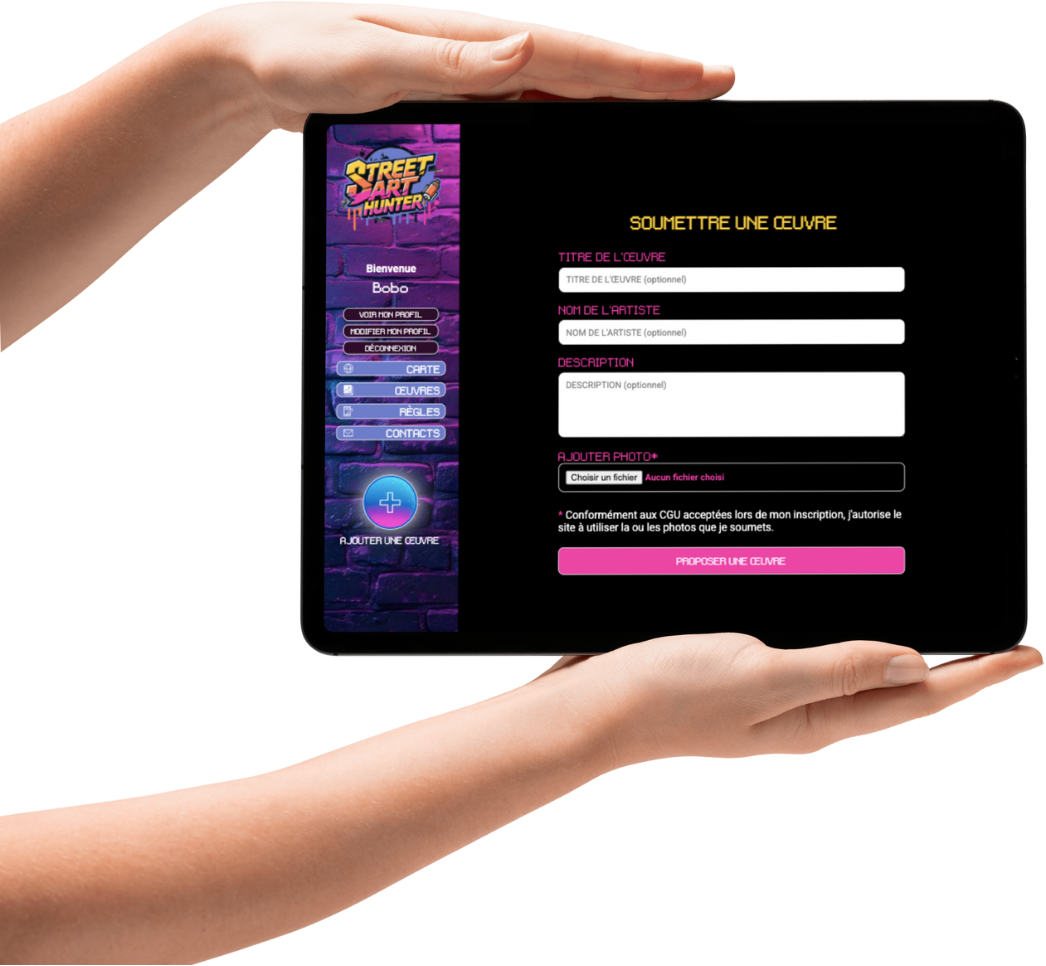 STREET
ART
HUNTER
Bienvenue
Bobo
VOIR MON PROFIL
MODIFIER MON PROFIL
DÉCONNEXION
CARTE
ŒUVRES
RÈGLES
CONTACTS
AJOUTER UNE ŒUVRE
SOUMETTRE UNE ŒUVRE
TITRE DE L'ŒUVRE
TITRE DE L'ŒUVRE (optionnel)
NOM DE L'ARTISTE
NOM DE L'ARTISTE (optionnel)
DESCRIPTION
DESCRIPTION (optionnel)
AJOUTER PHOTO*
Choisir un fichier Aucun fichier choisi
* Conformément aux CGU acceptées lors de mon inscription, j'autorise le
site à utiliser la ou les photos que je soumets.
PROPOSER UNE ŒUVRE